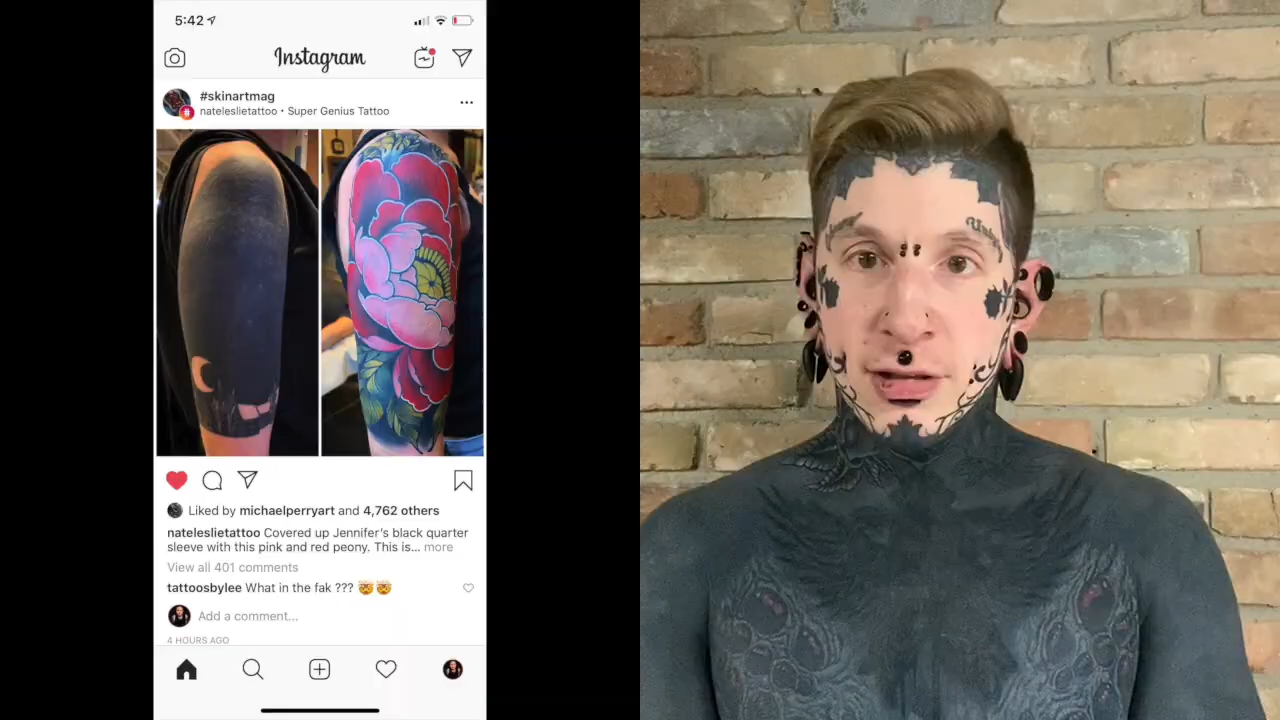 5:42
Instagram
#skinartmag
nateleslietattoo • Super Genius Tattoo
Liked by michaelperryart and 4,762 others
nateleslietattoo Covered up Jennifer's black quarter
sleeve with this pink and red peony. This is... more
View all 401 comments
tattoosbylee What in the fak ??? 🤯🤯
Add a comment...
4 HOURS AGO